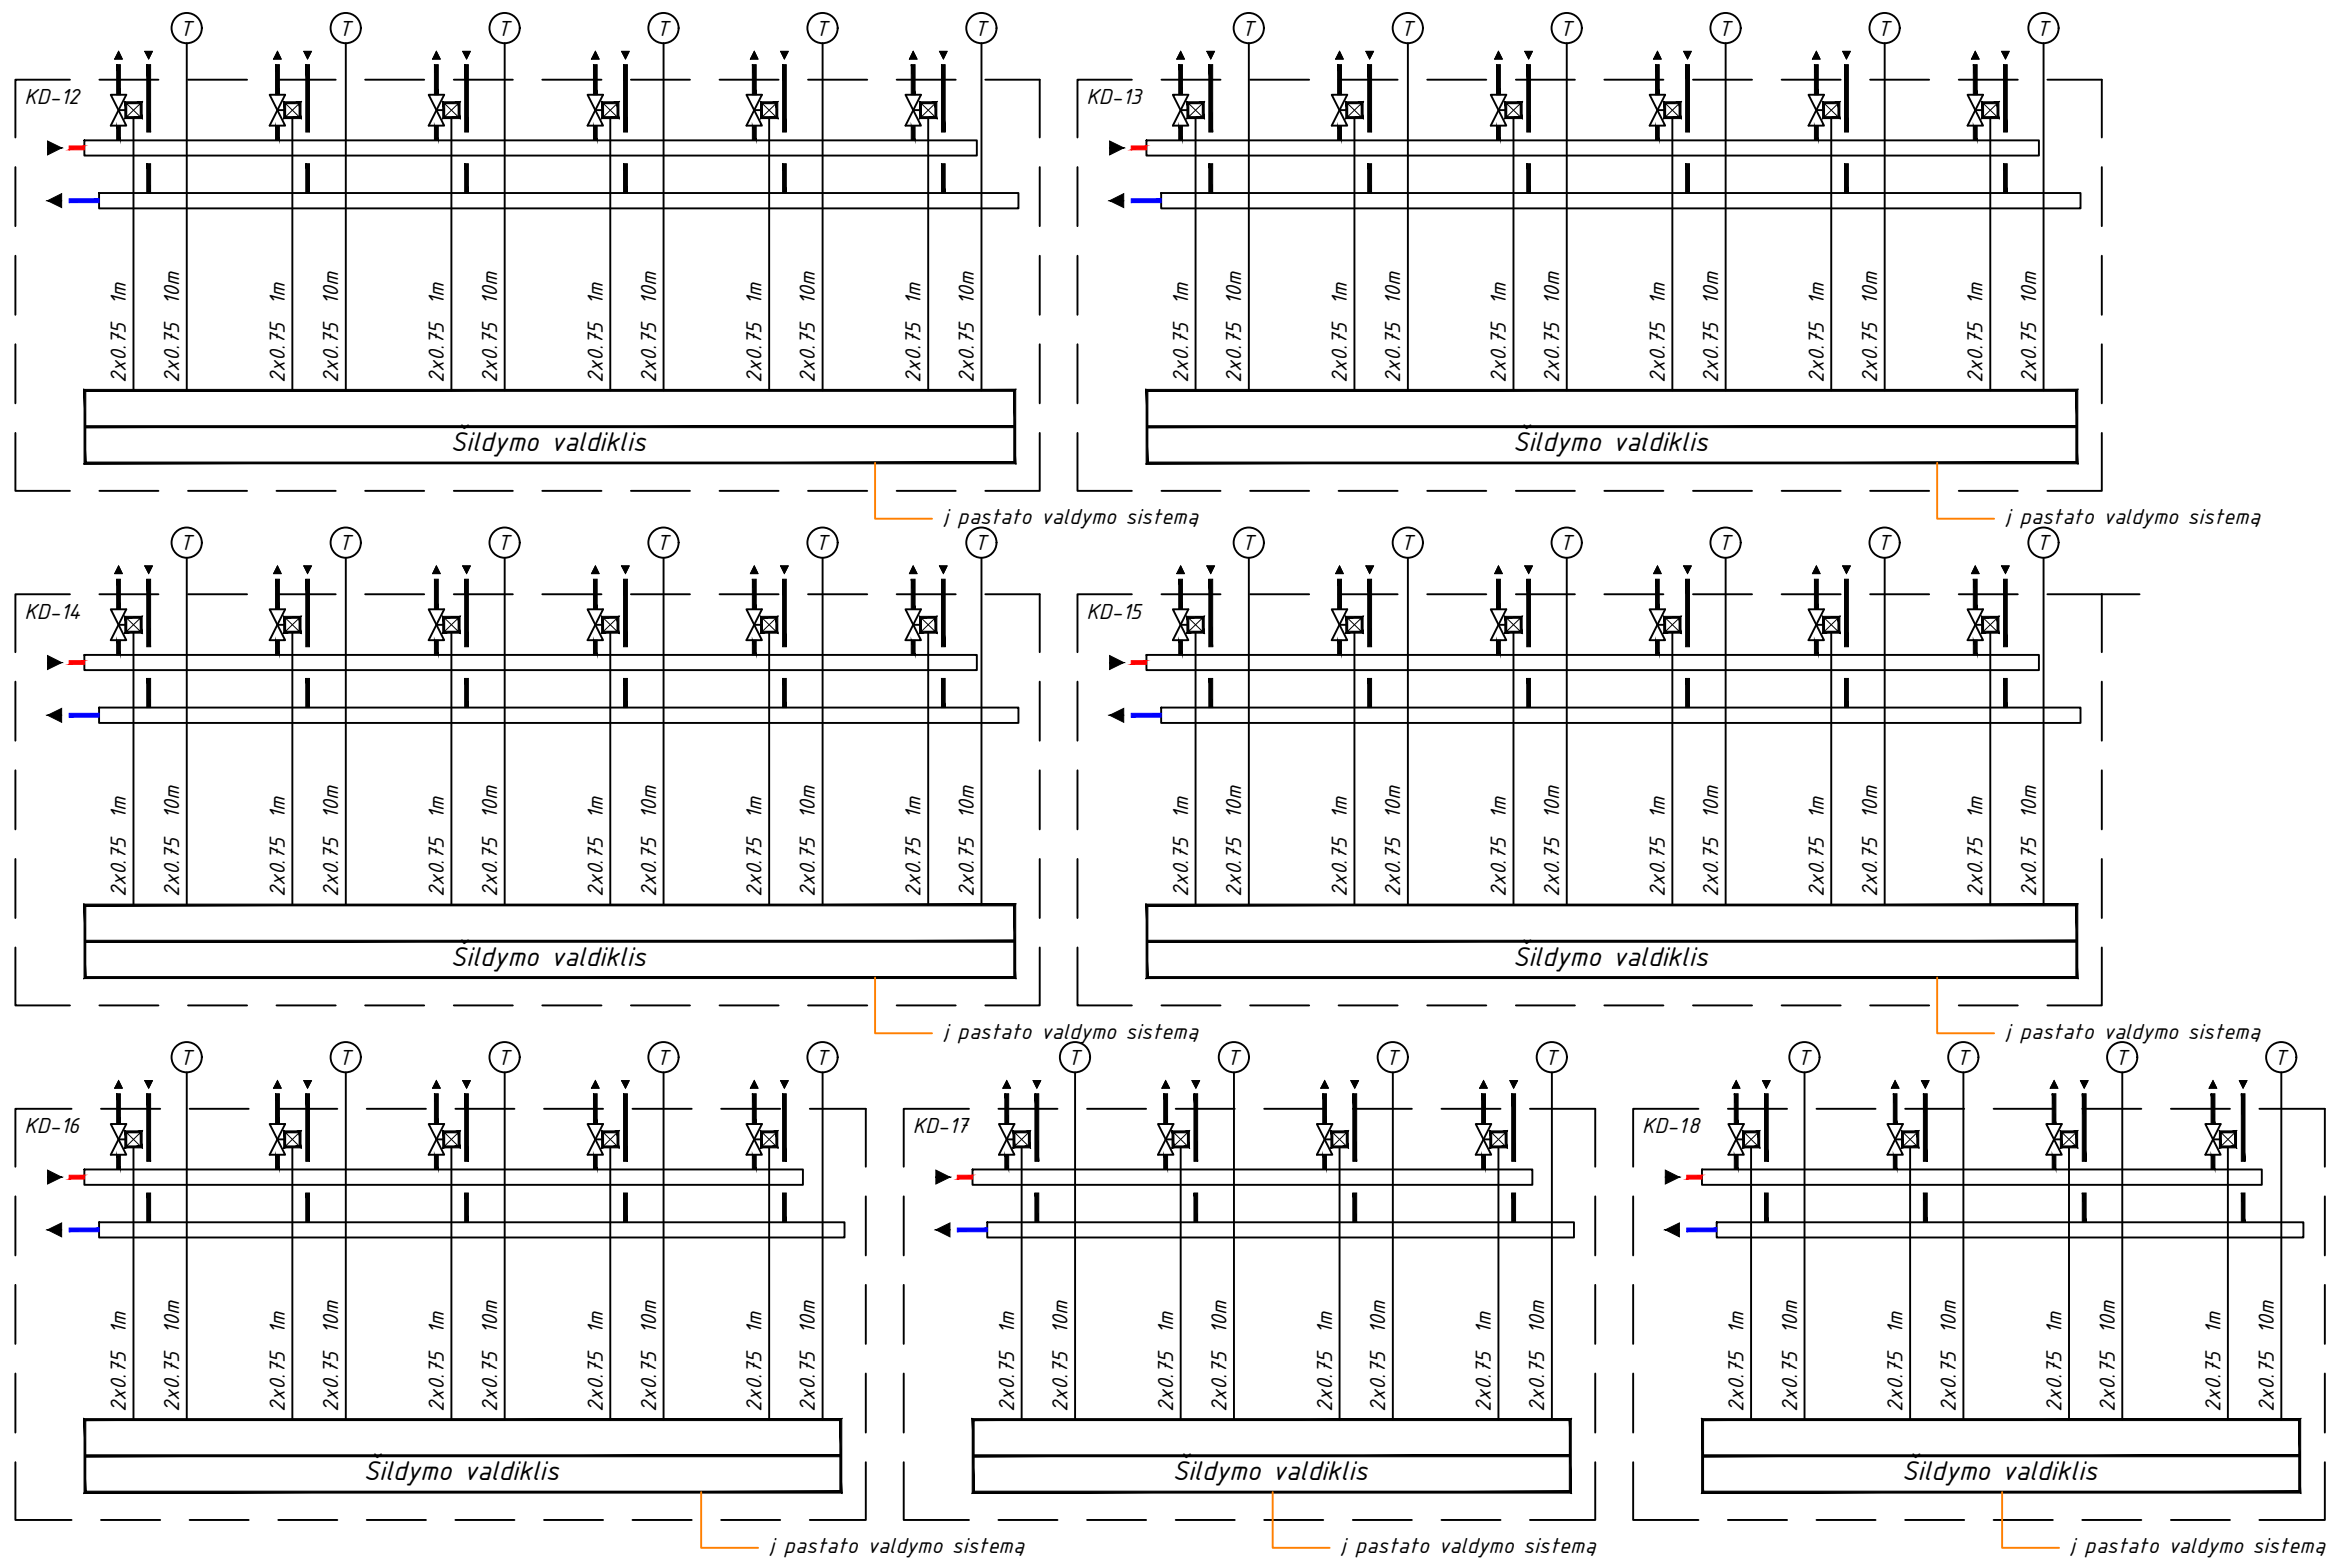 T T T T T T
KD-12
2x0.75 1m 2x0.75 10m 2x0.75 1m 2x0.75 10m 2x0.75 1m 2x0.75 10m 2x0.75 1m 2x0.75 10m 2x0.75 1m 2x0.75 10m 2x0.75 1m 2x0.75 10m
Šildymo valdiklis
į pastato valdymo sistemą
T T T T T T
KD-13
2x0.75 1m 2x0.75 10m 2x0.75 1m 2x0.75 10m 2x0.75 1m 2x0.75 10m 2x0.75 1m 2x0.75 10m 2x0.75 1m 2x0.75 10m 2x0.75 1m 2x0.75 10m
Šildymo valdiklis
į pastato valdymo sistemą
T T T T T T
KD-14
2x0.75 1m 2x0.75 10m 2x0.75 1m 2x0.75 10m 2x0.75 1m 2x0.75 10m 2x0.75 1m 2x0.75 10m 2x0.75 1m 2x0.75 10m 2x0.75 1m 2x0.75 10m
Šildymo valdiklis
į pastato valdymo sistemą
T T T T T T
KD-15
2x0.75 1m 2x0.75 10m 2x0.75 1m 2x0.75 10m 2x0.75 1m 2x0.75 10m 2x0.75 1m 2x0.75 10m 2x0.75 1m 2x0.75 10m 2x0.75 1m 2x0.75 10m
Šildymo valdiklis
į pastato valdymo sistemą
T T T T T
KD-16
2x0.75 1m 2x0.75 10m 2x0.75 1m 2x0.75 10m 2x0.75 1m 2x0.75 10m 2x0.75 1m 2x0.75 10m 2x0.75 1m 2x0.75 10m
Šildymo valdiklis
į pastato valdymo sistemą
T T T T
KD-17
2x0.75 1m 2x0.75 10m 2x0.75 1m 2x0.75 10m 2x0.75 1m 2x0.75 10m 2x0.75 1m 2x0.75 10m
Šildymo valdiklis
į pastato valdymo sistemą
T T T T
KD-18
2x0.75 1m 2x0.75 10m 2x0.75 1m 2x0.75 10m 2x0.75 1m 2x0.75 10m 2x0.75 1m 2x0.75 10m
Šildymo valdiklis
į pastato valdymo sistemą